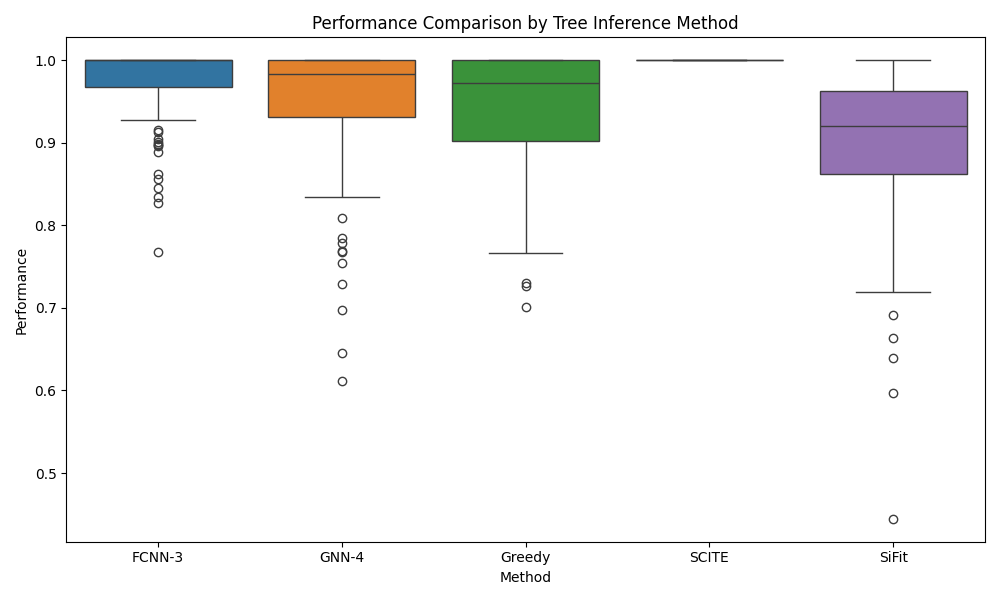 Performance Comparison by Tree Inference Method
Performance
1.0
0.9
0.8
0.7
0.6
0.5
FCNN-3 GNN-4 Greedy SCITE SiFit
Method